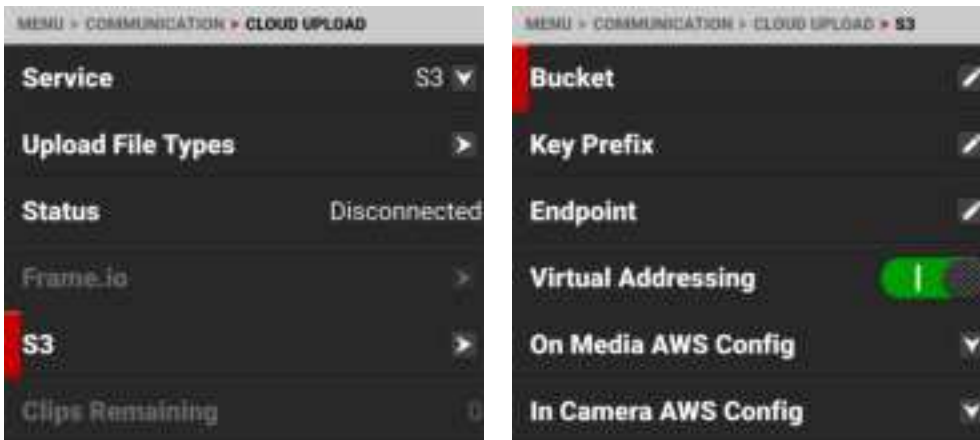 MENU > COMMUNICATION > CLOUD UPLOAD
Service S3
Upload File Types
Status Disconnected
Frame.io
S3
Clips Remaining 0
MENU > COMMUNICATION > CLOUD UPLOAD > S3
Bucket
Key Prefix
Endpoint
Virtual Addressing
On Media AWS Config
In Camera AWS Config